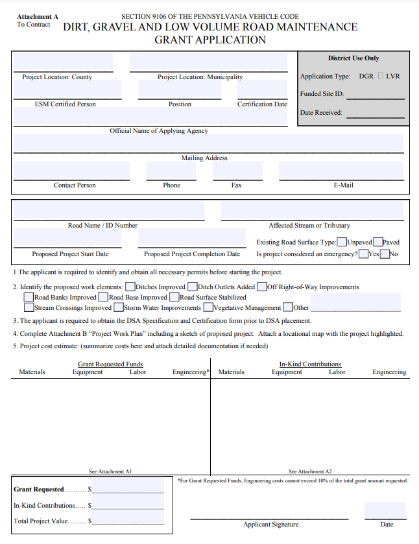 Attachment A
To Contract
SECTION 9106 OF THE PENNSYLVANIA VEHICLE CODE
DIRT, GRAVEL AND LOW VOLUME ROAD MAINTENANCE
GRANT APPLICATION
District Use Only
Project Location: County Project Location: Municipality Application Type: DGR LVR
Funded Site ID:
ESM Certified Person Position Certification Date
Date Received:
Official Name of Applying Agency
Mailing Address
Contact Person Phone Fax E-Mail
Road Name / ID Number Affected Stream or Tributary
Existing Road Surface Type: Unpaved Paved
Proposed Project Start Date Proposed Project Completion Date Is project considered an emergency? Yes No
1. The applicant is required to identify and obtain all necessary permits before starting the project.
2. Identify the proposed work elements: Ditches Improved Ditch Outlets Added Off Right-of-Way Improvements
Road Banks Improved Road Base Improved Road Surface Stabilized
Stream Crossings Improved Storm Water Improvements Vegetative Management Other
3. The applicant is required to obtain the DSA Specification and Certification form prior to DSA placement.
4. Complete Attachment B "Project Work Plan" including a sketch of proposed project. Attach a locational map with the project highlighted.
5. Project cost estimate: (summarize costs here and attach detailed documentation if needed)
Grant Requested Funds In-Kind Contributions
Materials Equipment Labor Engineering* Materials Equipment Labor Engineering
See Attachment A1 See Attachment A2
*For Grant Requested Funds, Engineering costs cannot exceed 10% of the total grant amount requested.
Grant Requested.......... $
In-Kind Contributions..... $
Total Project Value........ $
Applicant Signature Date